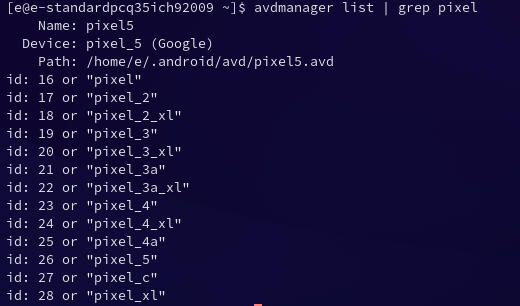 [e@e-standardpcq35ich92009 ~]$ avdmanager list | grep pixel
    Name: pixel5
  Device: pixel_5 (Google)
    Path: /home/e/.android/avd/pixel5.avd
id: 16 or "pixel"
id: 17 or "pixel_2"
id: 18 or "pixel_2_xl"
id: 19 or "pixel_3"
id: 20 or "pixel_3_xl"
id: 21 or "pixel_3a"
id: 22 or "pixel_3a_xl"
id: 23 or "pixel_4"
id: 24 or "pixel_4_xl"
id: 25 or "pixel_4a"
id: 26 or "pixel_5"
id: 27 or "pixel_c"
id: 28 or "pixel_xl"